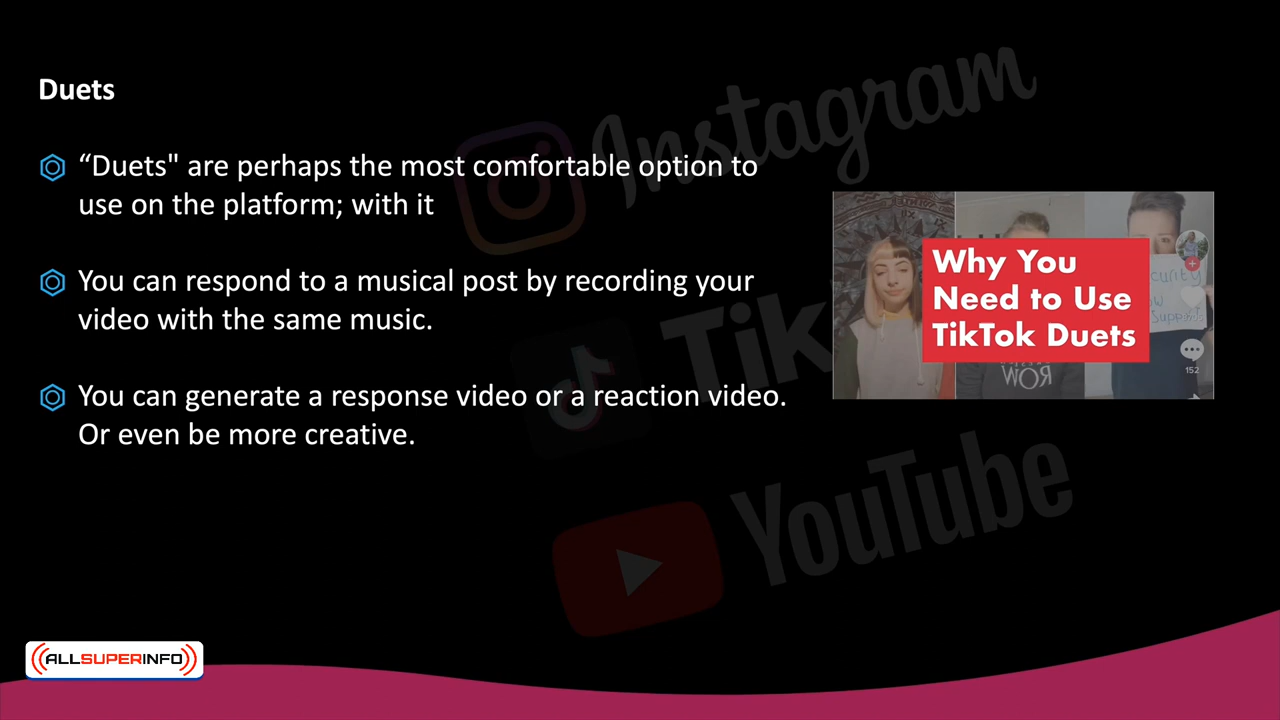 Duets
“Duets" are perhaps the most comfortable option to
use on the platform; with it
You can respond to a musical post by recording your
video with the same music.
You can generate a response video or a reaction video.
Or even be more creative.
Instagram
Tik
YouTube
Why You
Need to Use
TikTok Duets
152
ALLSUPERINFO